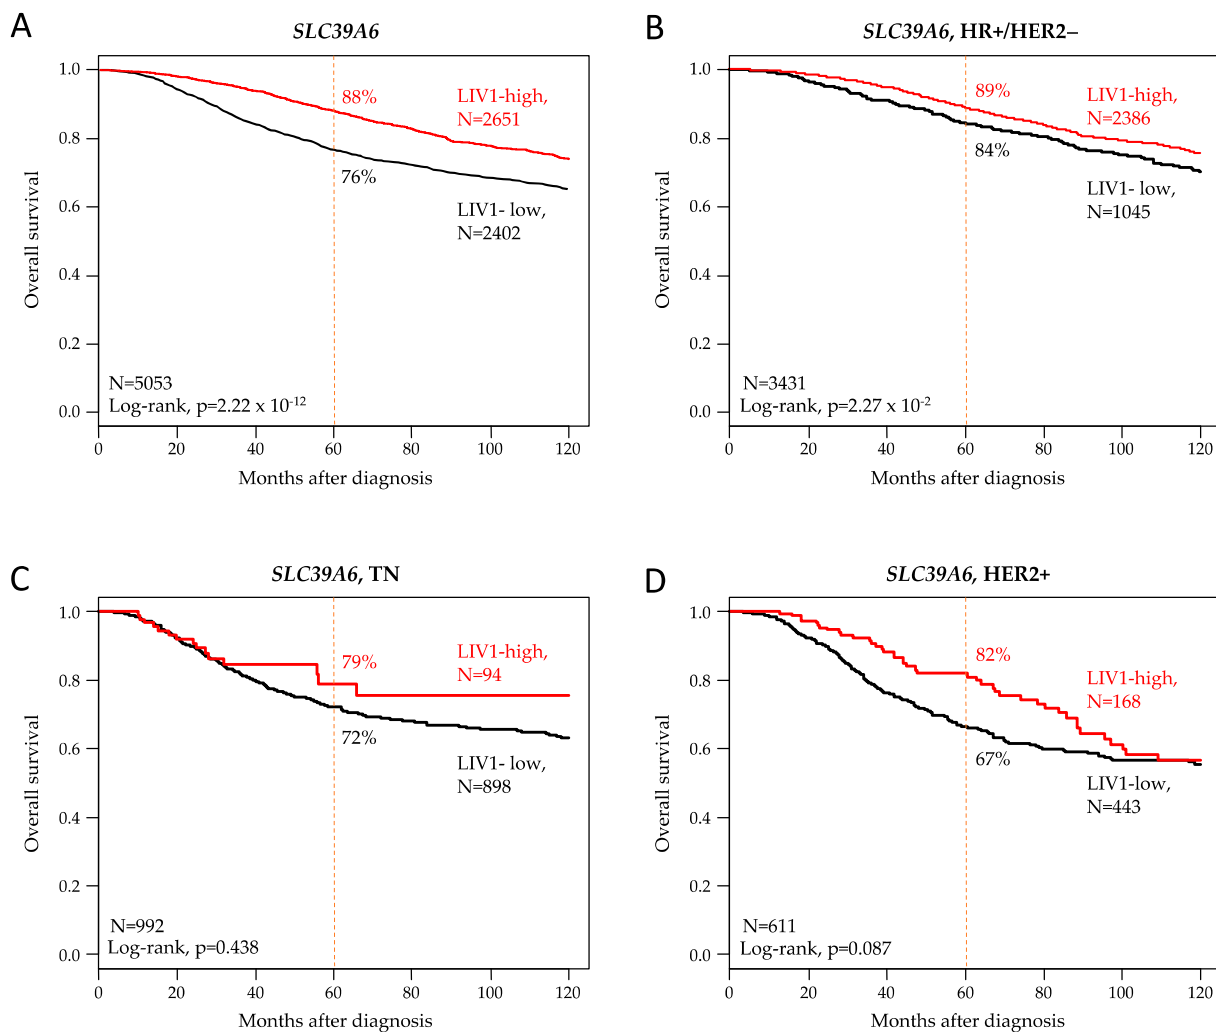 A
SLC39A6
1.0
0.8
0.6
0.4
0.2
0.0
Overall survival
88%
76%
LIV1-high,
N=2651
LIV1- low,
N=2402
N=5053
Log-rank, p=2.22 x 10-12
0 20 40 60 80 100 120
Months after diagnosis
B
SLC39A6, HR+/HER2−
1.0
0.8
0.6
0.4
0.2
0.0
Overall survival
89%
84%
LIV1-high,
N=2386
LIV1- low,
N=1045
N=3431
Log-rank, p=2.27 x 10-2
0 20 40 60 80 100 120
Months after diagnosis
C
SLC39A6, TN
1.0
0.8
0.6
0.4
0.2
0.0
Overall survival
79%
72%
LIV1-high,
N=94
LIV1- low,
N=898
N=992
Log-rank, p=0.438
0 20 40 60 80 100 120
Months after diagnosis
D
SLC39A6, HER2+
1.0
0.8
0.6
0.4
0.2
0.0
Overall survival
82%
67%
LIV1-high,
N=168
LIV1-low,
N=443
N=611
Log-rank, p=0.087
0 20 40 60 80 100 120
Months after diagnosis